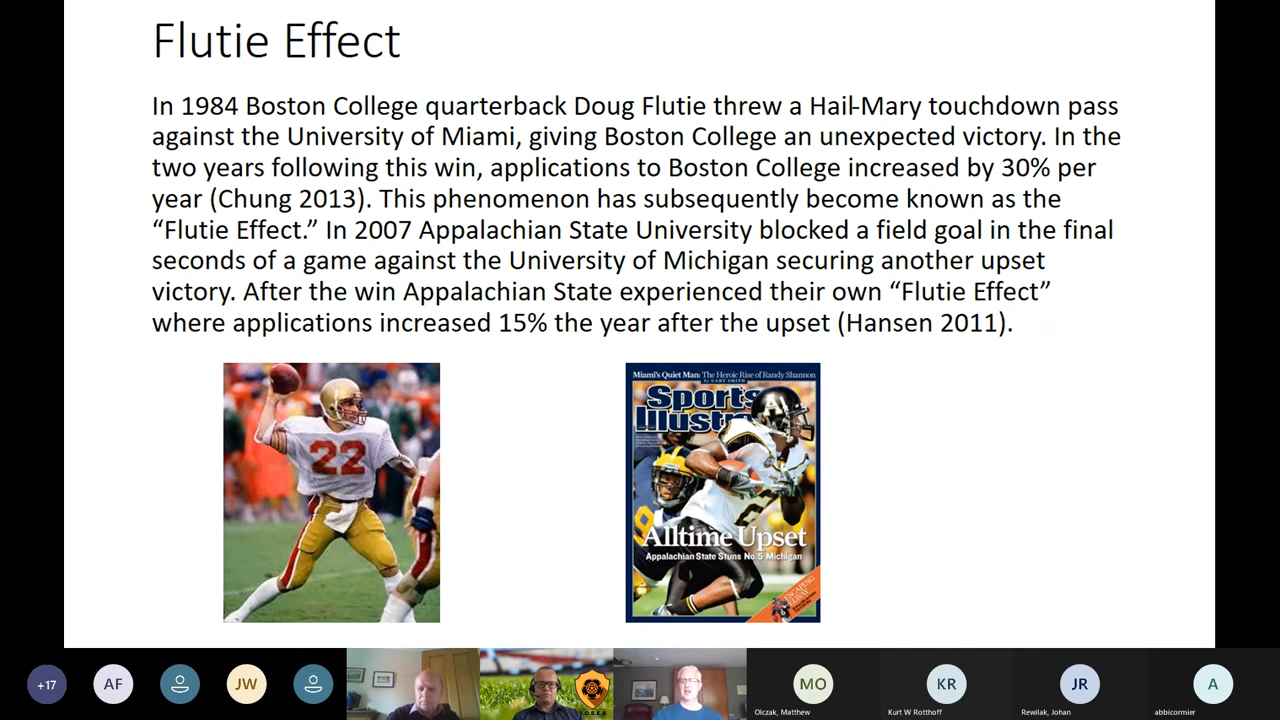 Flutie Effect
In 1984 Boston College quarterback Doug Flutie threw a Hail-Mary touchdown pass
against the University of Miami, giving Boston College an unexpected victory. In the
two years following this win, applications to Boston College increased by 30% per
year (Chung 2013). This phenomenon has subsequently become known as the
“Flutie Effect.” In 2007 Appalachian State University blocked a field goal in the final
seconds of a game against the University of Michigan securing another upset
victory. After the win Appalachian State experienced their own “Flutie Effect”
where applications increased 15% the year after the upset (Hansen 2011).
22
Miami's Quiet Man: The Heroic Rise of Randy Shannon
By GARY SMITH
Sports
Illustr
Alltime Upset
Appalachian State Stuns No.5 Michigan
ESCAPING
+17
AF
JW
MO
KR
JR
A
Olczak, Matthew
Kurt W Rotthoff
Rewilak, Johan
abbicormier